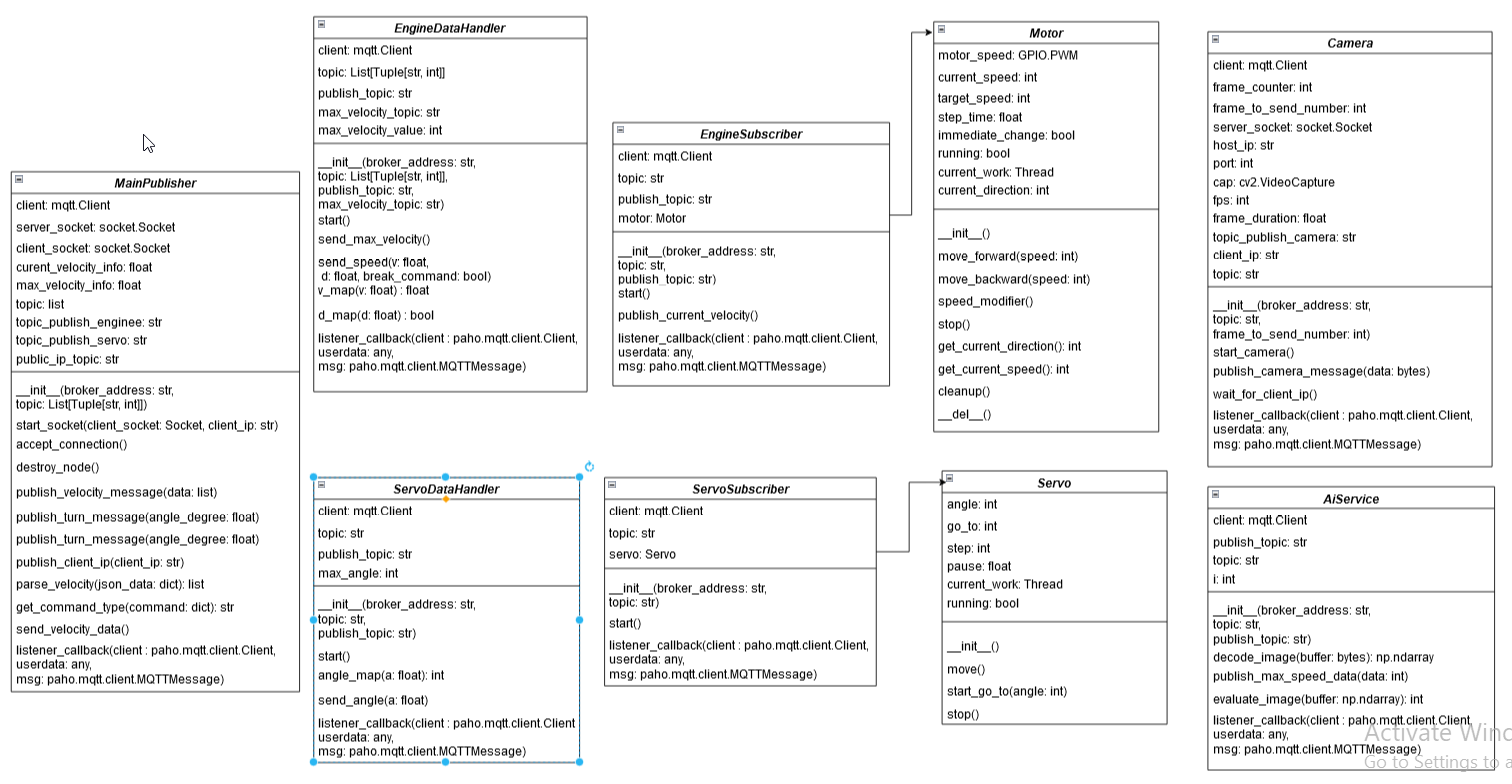 MainPublisher
client: mqtt.Client
server_socket: socket.Socket
client_socket: socket.Socket
curent_velocity_info: float
max_velocity_info: float
topic: list
topic_publish_enginee: str
topic_publish_servo: str
public_ip_topic: str
__init__(broker_address: str,
topic: List[Tuple[str, int]])
start_socket(client_socket: Socket, client_ip: str)
accept_connection()
destroy_node()
publish_velocity_message(data: list)
publish_turn_message(angle_degree: float)
publish_turn_message(angle_degree: float)
publish_client_ip(client_ip: str)
parse_velocity(json_data: dict): list
get_command_type(command: dict): str
send_velocity_data()
listener_callback(client : paho.mqtt.client.Client,
userdata: any,
msg: paho.mqtt.client.MQTTMessage)
EngineDataHandler
client: mqtt.Client
topic: List[Tuple[str, int]]
publish_topic: str
max_velocity_topic: str
max_velocity_value: int
__init__(broker_address: str,
topic: List[Tuple[str, int]],
publish_topic: str,
max_velocity_topic: str)
start()
send_max_velocity()
send_speed(v: float,
d: float, break_command: bool)
v_map(v: float) : float
d_map(d: float) : bool
listener_callback(client : paho.mqtt.client.Client,
userdata: any,
msg: paho.mqtt.client.MQTTMessage)
ServoDataHandler
client: mqtt.Client
topic: str
publish_topic: str
max_angle: int
__init__(broker_address: str,
topic: str,
publish_topic: str)
start()
angle_map(a: float): int
send_angle(a: float)
listener_callback(client : paho.mqtt.client.Client
userdata: any,
msg: paho.mqtt.client.MQTTMessage)
EngineSubscriber
client: mqtt.Client
topic: str
publish_topic: str
motor: Motor
__init__(broker_address: str,
topic: str,
publish_topic: str)
start()
publish_current_velocity()
listener_callback(client : paho.mqtt.client.Client,
userdata: any,
msg: paho.mqtt.client.MQTTMessage)
ServoSubscriber
client: mqtt.Client
topic: str
servo: Servo
__init__(broker_address: str,
topic: str)
start()
listener_callback(client : paho.mqtt.client.Client,
userdata: any,
msg: paho.mqtt.client.MQTTMessage)
Motor
motor_speed: GPIO.PWM
current_speed: int
target_speed: int
step_time: float
immediate_change: bool
running: bool
current_work: Thread
current_direction: int
__init__()
move_forward(speed: int)
move_backward(speed: int)
speed_modifier()
stop()
get_current_direction(): int
get_current_speed(): int
cleanup()
__del__()
Servo
angle: int
go_to: int
step: int
pause: float
current_work: Thread
running: bool
__init__()
move()
start_go_to(angle: int)
stop()
Camera
client: mqtt.Client
frame_counter: int
frame_to_send_number: int
server_socket: socket.Socket
host_ip: str
port: int
cap: cv2.VideoCapture
fps: int
frame_duration: float
topic_publish_camera: str
client_ip: str
topic: str
__init__(broker_address: str,
topic: str,
frame_to_send_number: int)
start_camera()
publish_camera_message(data: bytes)
wait_for_client_ip()
listener_callback(client : paho.mqtt.client.Client,
userdata: any,
msg: paho.mqtt.client.MQTTMessage)
AiService
client: mqtt.Client
publish_topic: str
topic: str
i: int
__init__(broker_address: str,
topic: str,
publish_topic: str)
decode_image(buffer: bytes): np.ndarray
publish_max_speed_data(data: int)
evaluate_image(buffer: np.ndarray): int
listener_callback(client : paho.mqtt.client.Client,
userdata: any,
msg: paho.mqtt.client.MQTTMessage)
Activate Winc
Go to Settings to a